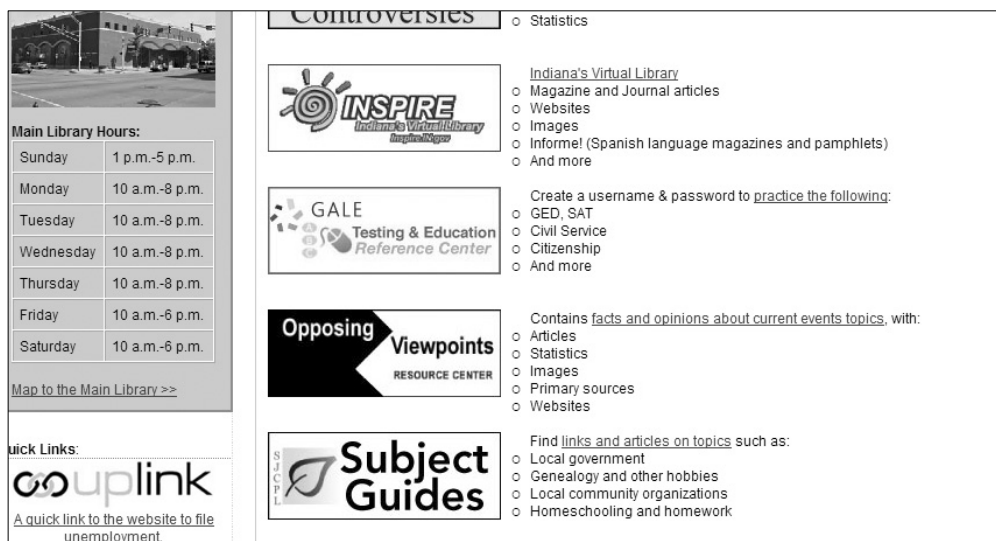 Main Library Hours:
Sunday 1 p.m.-5 p.m.
Monday 10 a.m.-8 p.m.
Tuesday 10 a.m.-8 p.m.
Wednesday 10 a.m.-8 p.m.
Thursday 10 a.m.-8 p.m.
Friday 10 a.m.-6 p.m.
Saturday 10 a.m.-6 p.m.
Map to the Main Library >>
uick Links:
uplink
A quick link to the website to file
unemployment.
Controversies
o Statistics
INSPIRE
Indiana's Virtual Library
Inspire.IN.gov
Indiana's Virtual Library
o Magazine and Journal articles
o Websites
o Images
o Informe! (Spanish language magazines and pamphlets)
o And more
GALE
ABC
Testing & Education
Reference Center
Create a username & password to practice the following:
o GED, SAT
o Civil Service
o Citizenship
o And more
Opposing
Viewpoints
RESOURCE CENTER
Contains facts and opinions about current events topics, with:
o Articles
o Statistics
o Images
o Primary sources
o Websites
SJCPL
Subject
Guides
Find links and articles on topics such as:
o Local government
o Genealogy and other hobbies
o Local community organizations
o Homeschooling and homework